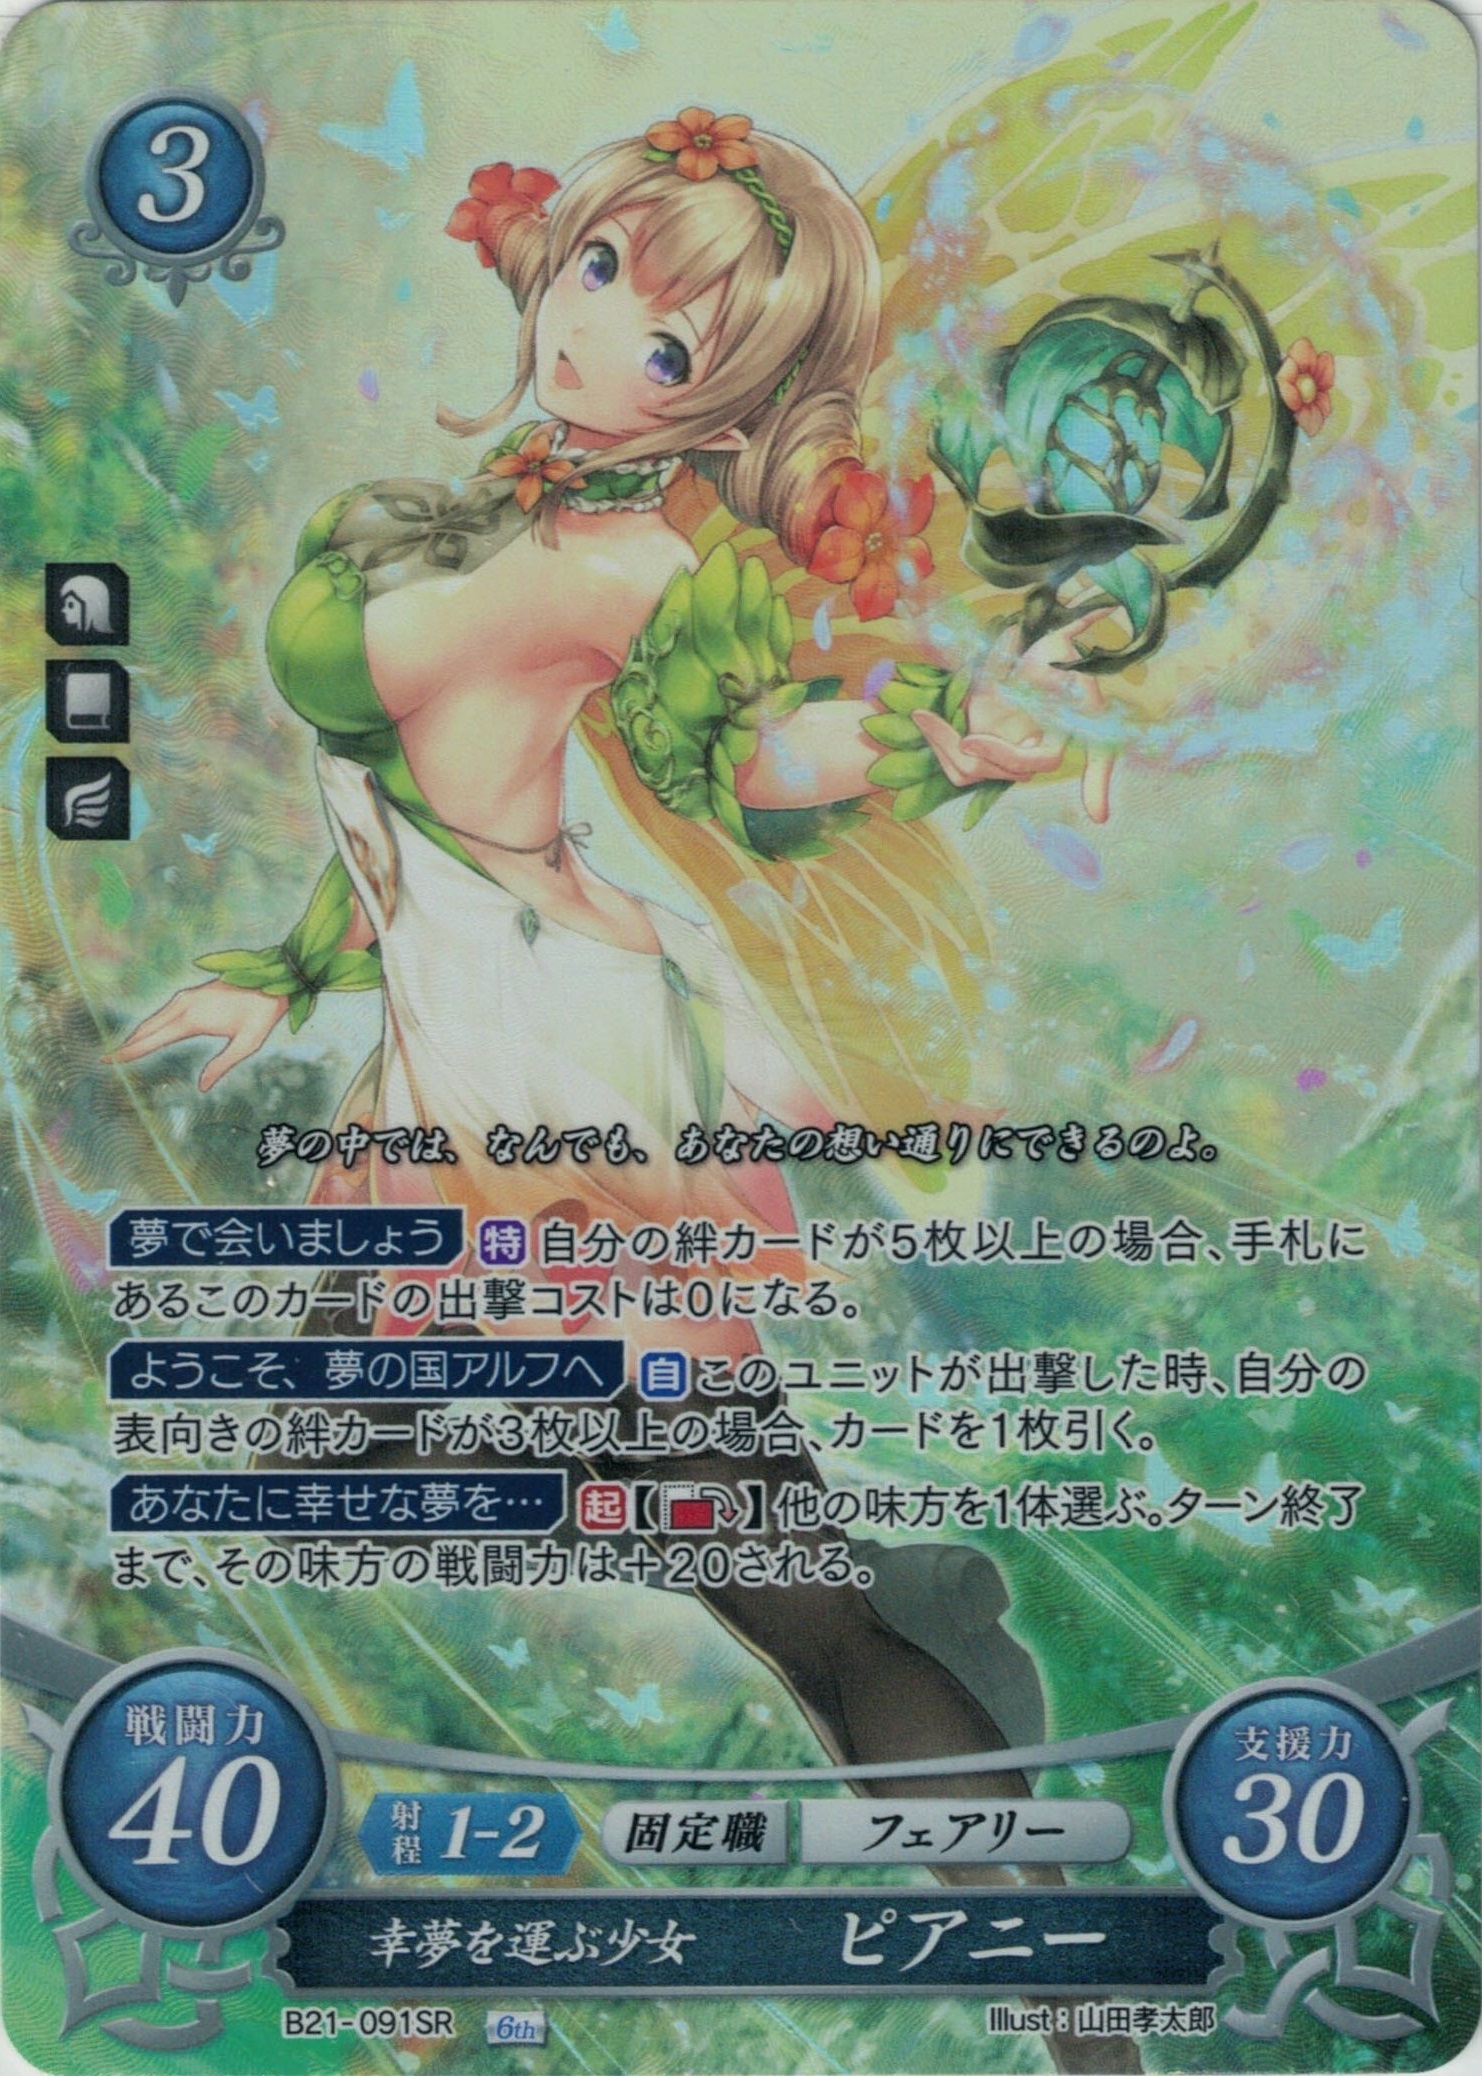 3
夢の中では、なんでも、あなたの想い通りにできるのよ。
夢で会いましょう 特 自分の絆カードが5枚以上の場合、手札に
あるこのカードの出撃コストは0になる。
ようこそ、夢の国アルフへ 自 このユニットが出撃した時、自分の
表向きの絆カードが3枚以上の場合、カードを1枚引く。
あなたに幸せな夢を… 起【】他の味方を1体選ぶ。ターン終了
まで、その味方の戦闘力は+20される。
戦闘力
40
射程 1-2
固定職
フェアリー
支援力
30
幸夢を運ぶ少女 ピアニー
B21-091SR 6th
Illust:山田孝太郎